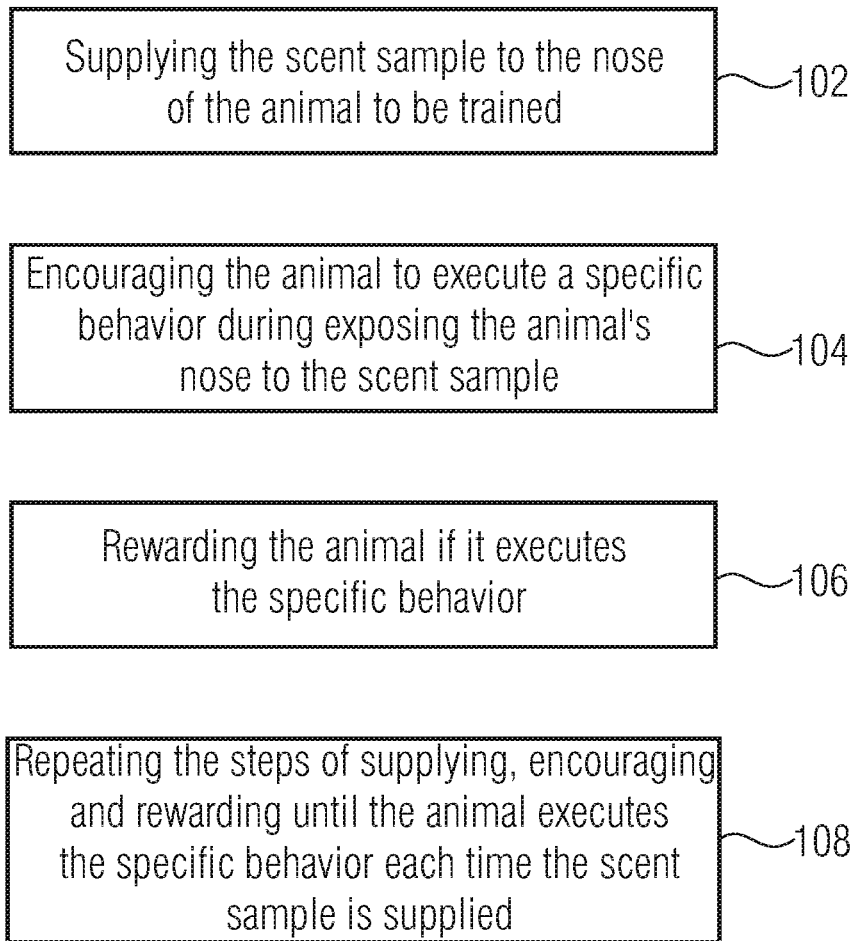 Supplying the scent sample to the nose
of the animal to be trained
102
Encouraging the animal to execute a specific
behavior during exposing the animal's
nose to the scent sample
104
Rewarding the animal if it executes
the specific behavior
106
Repeating the steps of supplying, encouraging
and rewarding until the animal executes
the specific behavior each time the scent
sample is supplied
108